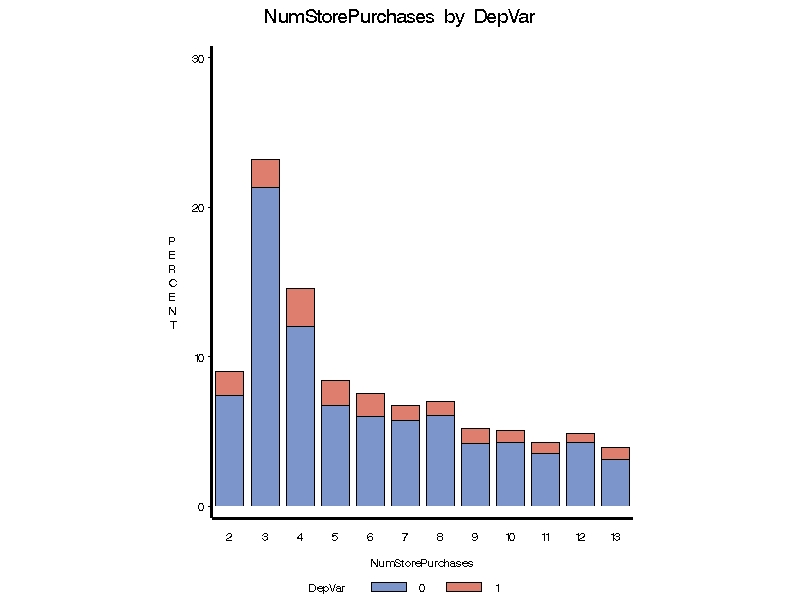 NumStorePurchases by DepVar
30
20
10
0
PERCENT
2 3 4 5 6 7 8 9 10 11 12 13
NumStorePurchases
DepVar 0 1